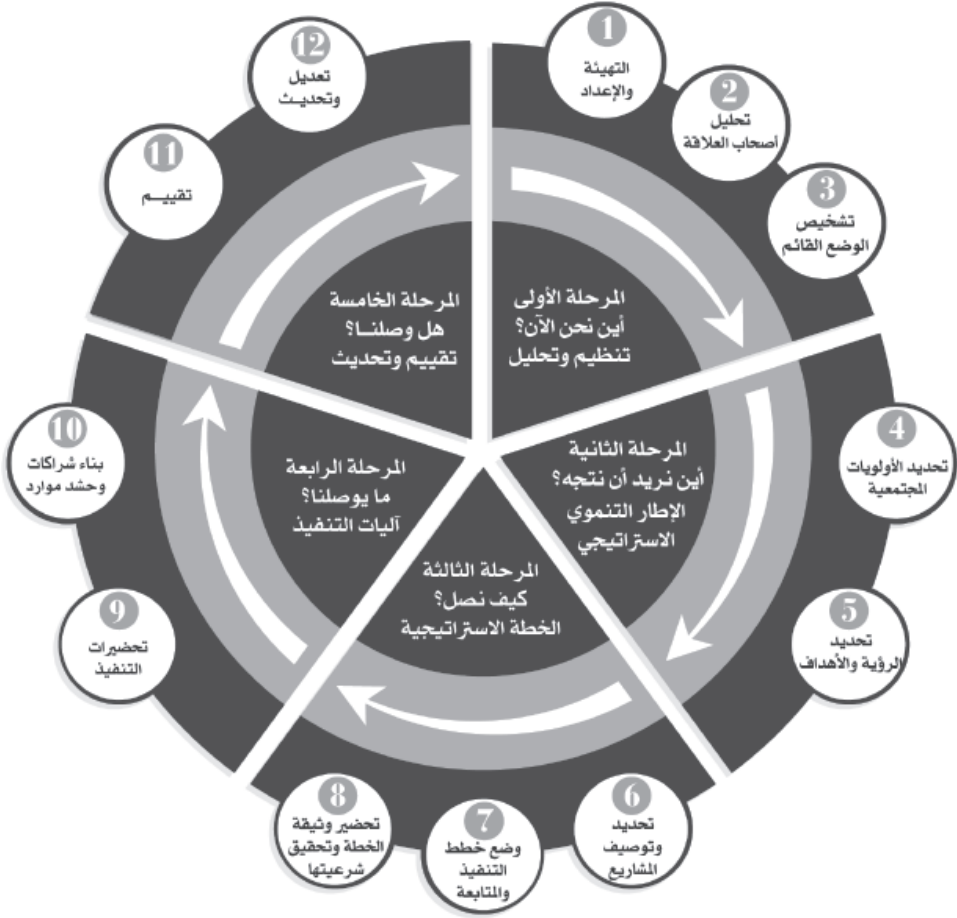 1
التهيئة
والإعداد
2
تحليل
أصحاب العلاقة
3
تشخيص
الوضع القائم
المرحلة الأولى
أين نحن الآن؟
تنظيم وتحليل
4
تحديد الأولويات
المجتمعية
5
تحديد
الرؤية والأهداف
المرحلة الثانية
أين نريد أن نتجه؟
الإطار التنموي
الاستراتيجي
6
تحديد
وتوصيف
المشاريع
7
وضع خطط
التنفيذ
والمتابعة
8
تحضير وثيقة
الخطة وتحقيق
شرعيتها
المرحلة الثالثة
كيف نصل؟
الخطة الاستراتيجية
9
تحضيرات
التنفيذ
10
بناء شراكات
وحشد موارد
المرحلة الرابعة
ما يوصلنا؟
آليات التنفيذ
11
تقييــم
12
تعديل
وتحديــث
المرحلة الخامسة
هل وصلنــا؟
تقييم وتحديث